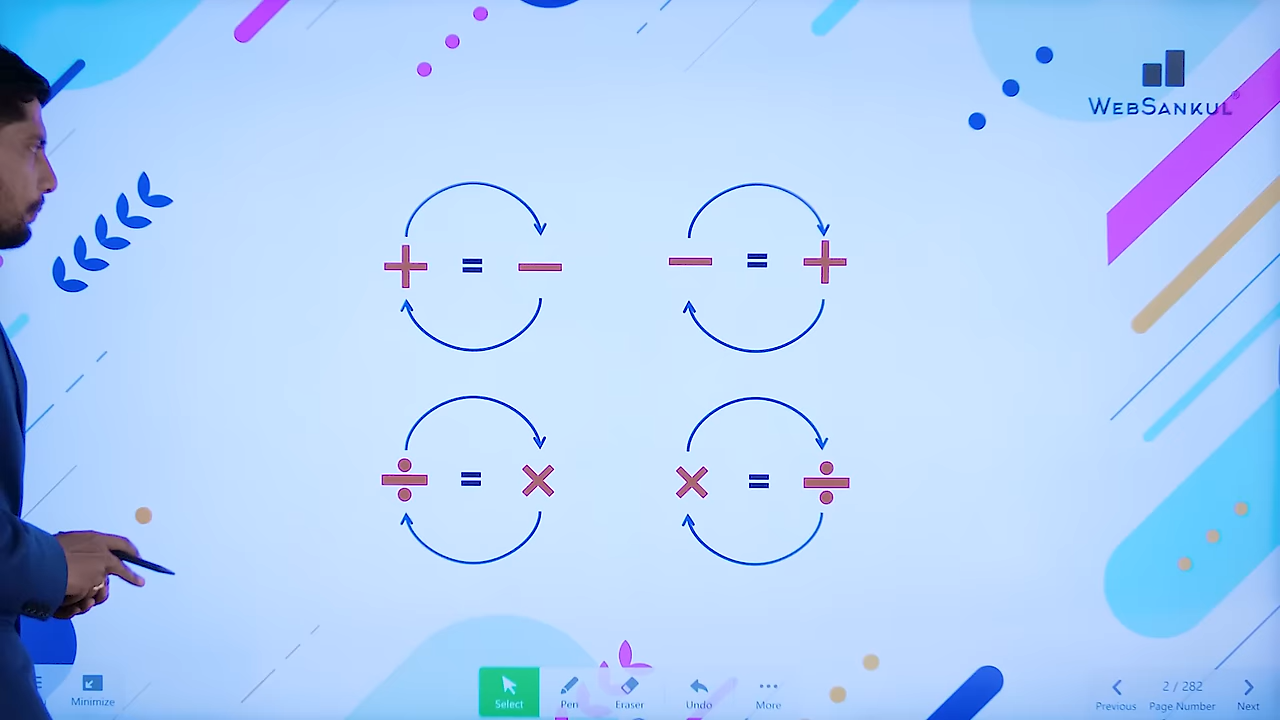 WEBSANKUL®
+ = −
− = +
÷ = ×
× = ÷
Minimize
Select
Pen
Eraser
Undo
More
Previous
2 / 282
Page Number
Next